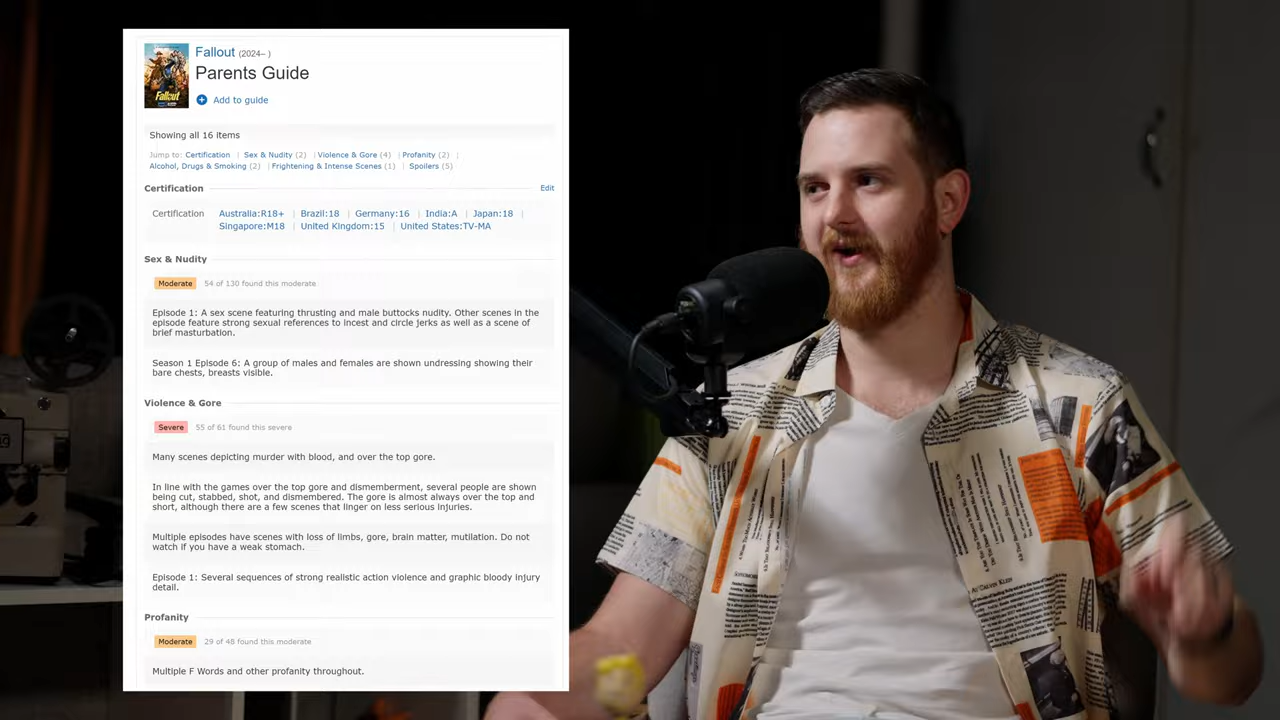 Fallout (2024– )
Parents Guide
Add to guide
Fallout
Showing all 16 items
Jump to: Certification | Sex & Nudity (2) | Violence & Gore (4) | Profanity (2) |
Alcohol, Drugs & Smoking (2) | Frightening & Intense Scenes (1) | Spoilers (5)
Certification
Edit
Certification
Australia:R18+ | Brazil:18 | Germany:16 | India:A | Japan:18 |
Singapore:M18 | United Kingdom:15 | United States:TV-MA
Sex & Nudity
Moderate 54 of 130 found this moderate
Episode 1: A sex scene featuring thrusting and male buttocks nudity. Other scenes in the
episode feature strong sexual references to incest and circle jerks as well as a scene of
brief masturbation.
Season 1 Episode 6: A group of males and females are shown undressing showing their
bare chests, breasts visible.
Violence & Gore
Severe 55 of 61 found this severe
Many scenes depicting murder with blood, and over the top gore.
In line with the games over the top gore and dismemberment, several people are shown
being cut, stabbed, shot, and dismembered. The gore is almost always over the top and
short, although there are a few scenes that linger on less serious injuries.
Multiple episodes have scenes with loss of limbs, gore, brain matter, mutilation. Do not
watch if you have a weak stomach.
Episode 1: Several sequences of strong realistic action violence and graphic bloody injury
detail.
Profanity
Moderate 29 of 48 found this moderate
Multiple F Words and other profanity throughout.